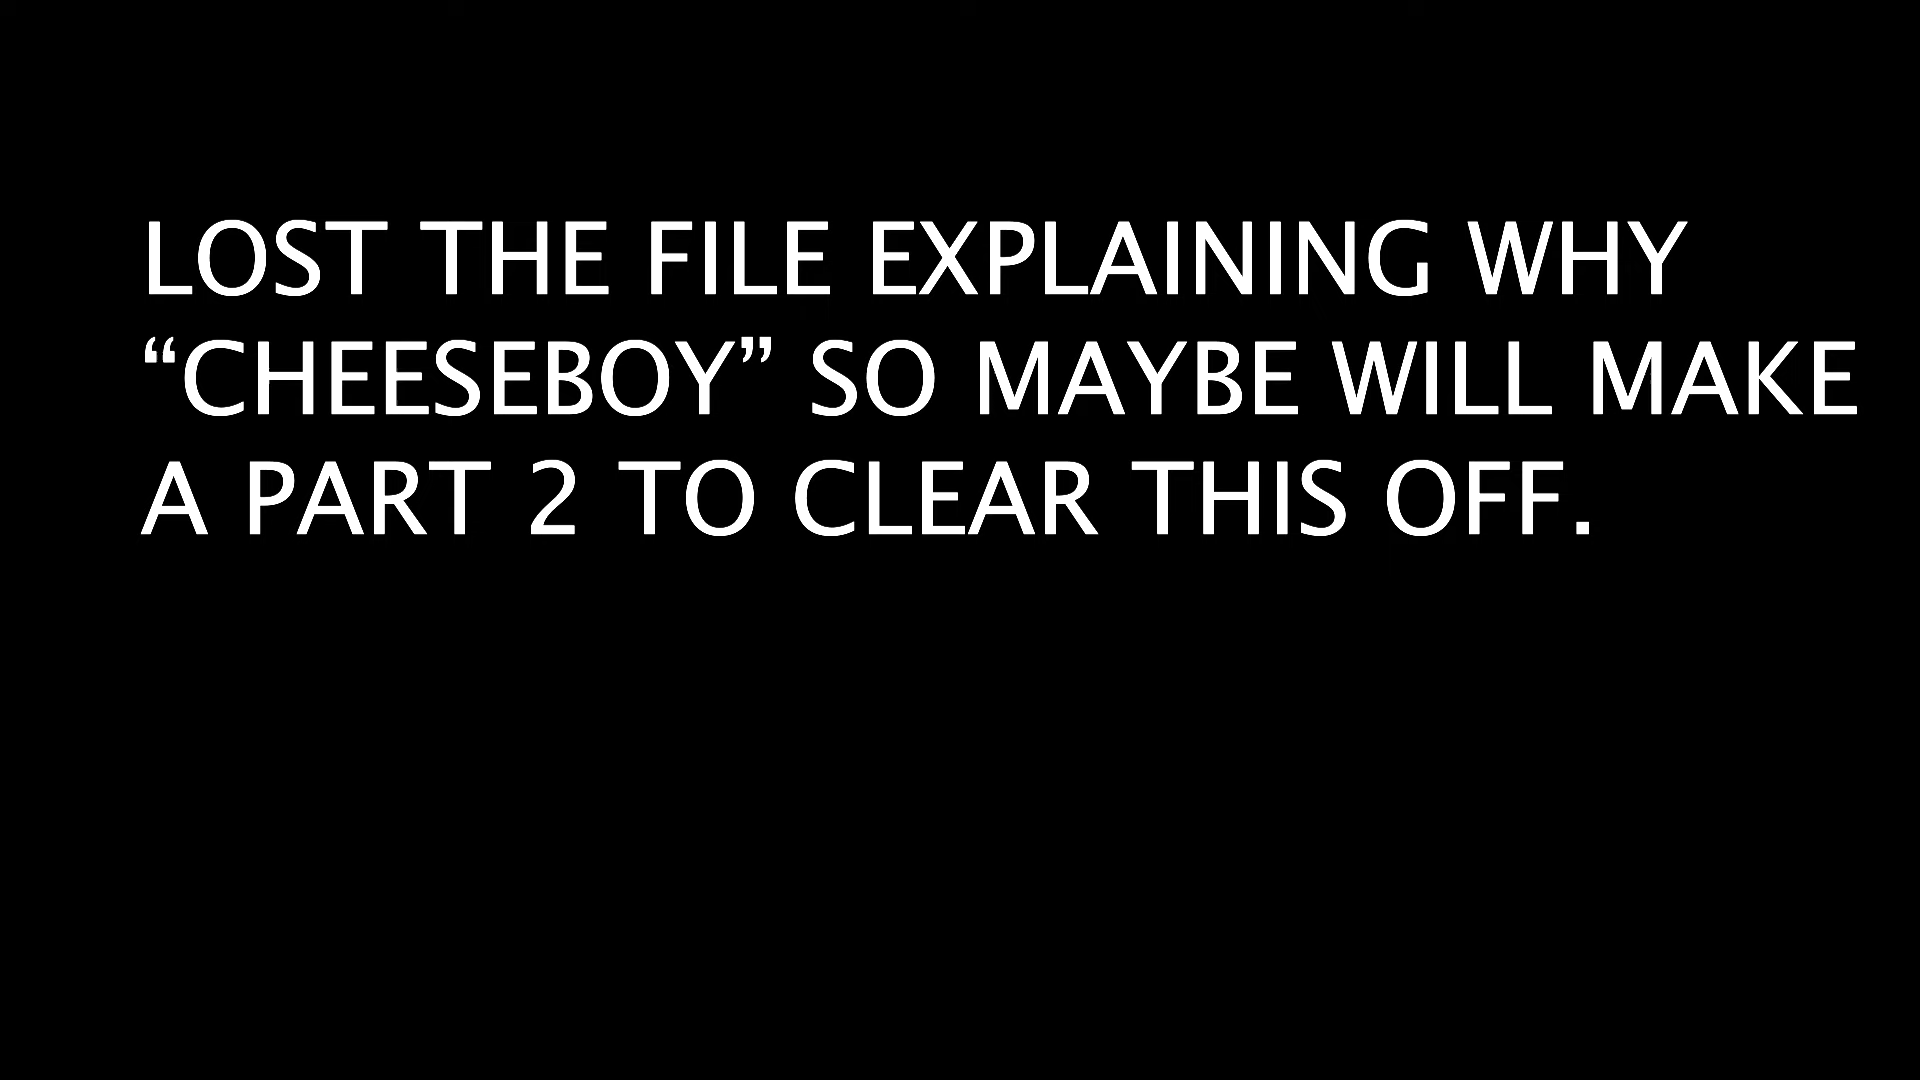 LOST THE FILE EXPLAINING WHY
“CHEESEBOY” SO MAYBE WILL MAKE
A PART 2 TO CLEAR THIS OFF.